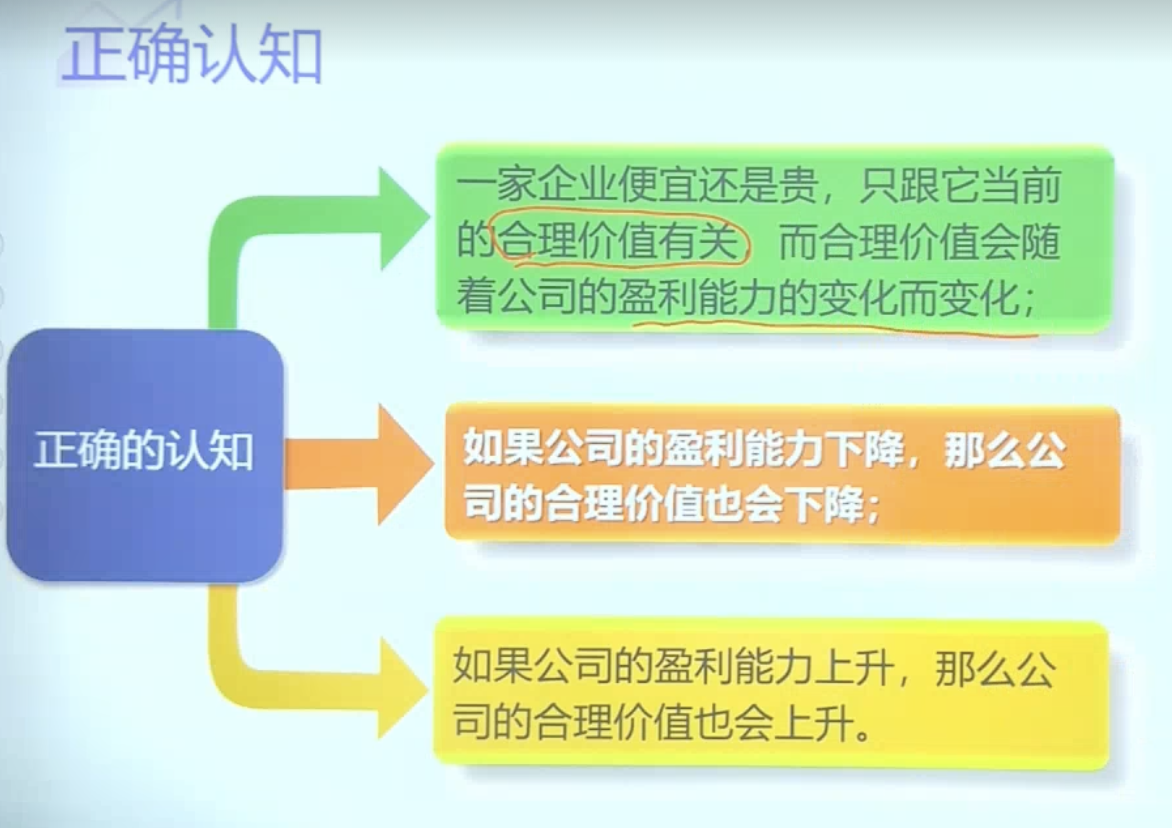 正确认知
一家企业便宜还是贵，只跟它当前
的合理价值有关，而合理价值会随
着公司的盈利能力的变化而变化；
正确的认知
如果公司的盈利能力下降，那么公
司的合理价值也会下降；
如果公司的盈利能力上升，那么公
司的合理价值也会上升。